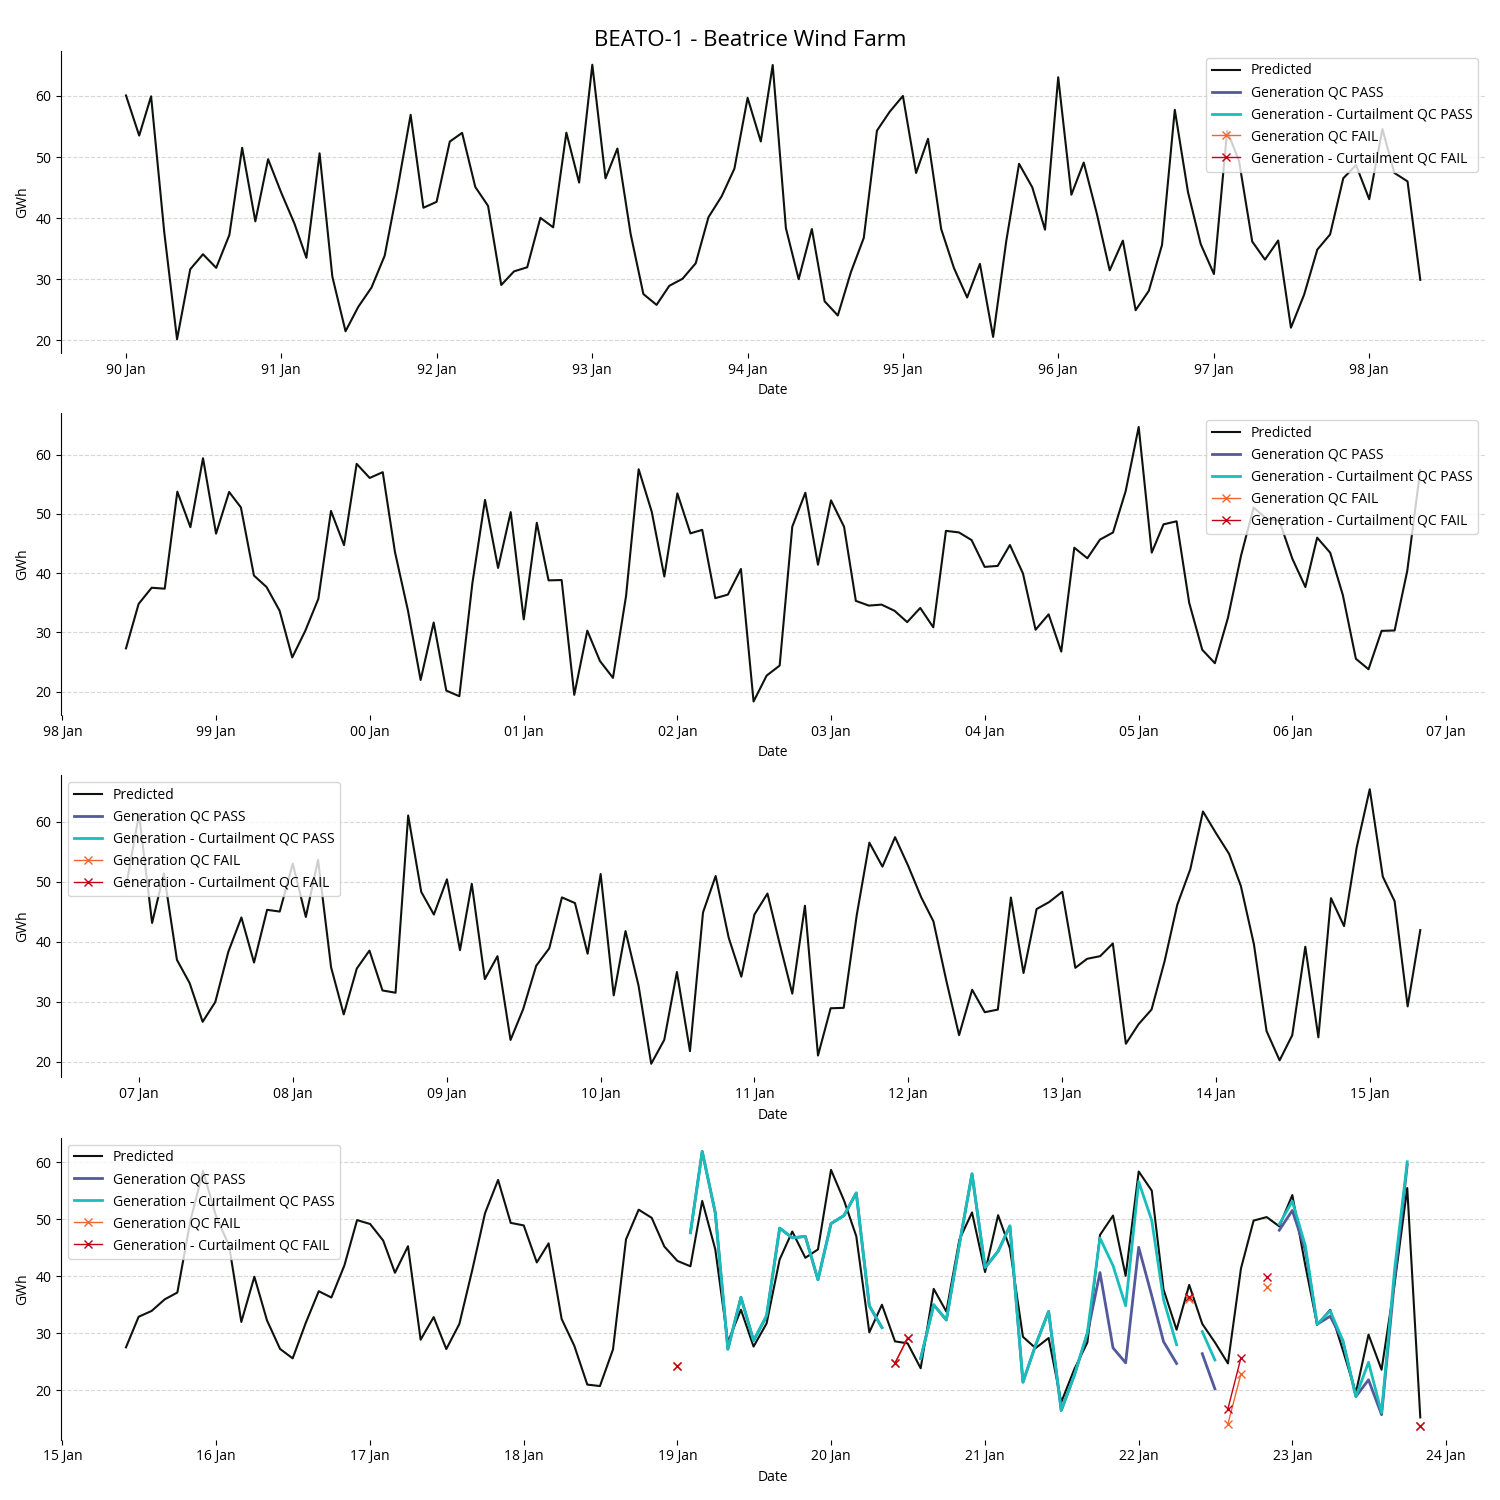 BEATO-1 - Beatrice Wind Farm
Predicted
Generation QC PASS
Generation - Curtailment QC PASS
Generation QC FAIL
Generation - Curtailment QC FAIL
GWh
60
50
40
30
20
90 Jan 91 Jan 92 Jan 93 Jan 94 Jan 95 Jan 96 Jan 97 Jan 98 Jan
Date
Predicted
Generation QC PASS
Generation - Curtailment QC PASS
Generation QC FAIL
Generation - Curtailment QC FAIL
GWh
60
50
40
30
20
98 Jan 99 Jan 00 Jan 01 Jan 02 Jan 03 Jan 04 Jan 05 Jan 06 Jan 07 Jan
Date
Predicted
Generation QC PASS
Generation - Curtailment QC PASS
Generation QC FAIL
Generation - Curtailment QC FAIL
GWh
60
50
40
30
20
07 Jan 08 Jan 09 Jan 10 Jan 11 Jan 12 Jan 13 Jan 14 Jan 15 Jan
Date
Predicted
Generation QC PASS
Generation - Curtailment QC PASS
Generation QC FAIL
Generation - Curtailment QC FAIL
GWh
60
50
40
30
20
15 Jan 16 Jan 17 Jan 18 Jan 19 Jan 20 Jan 21 Jan 22 Jan 23 Jan 24 Jan
Date